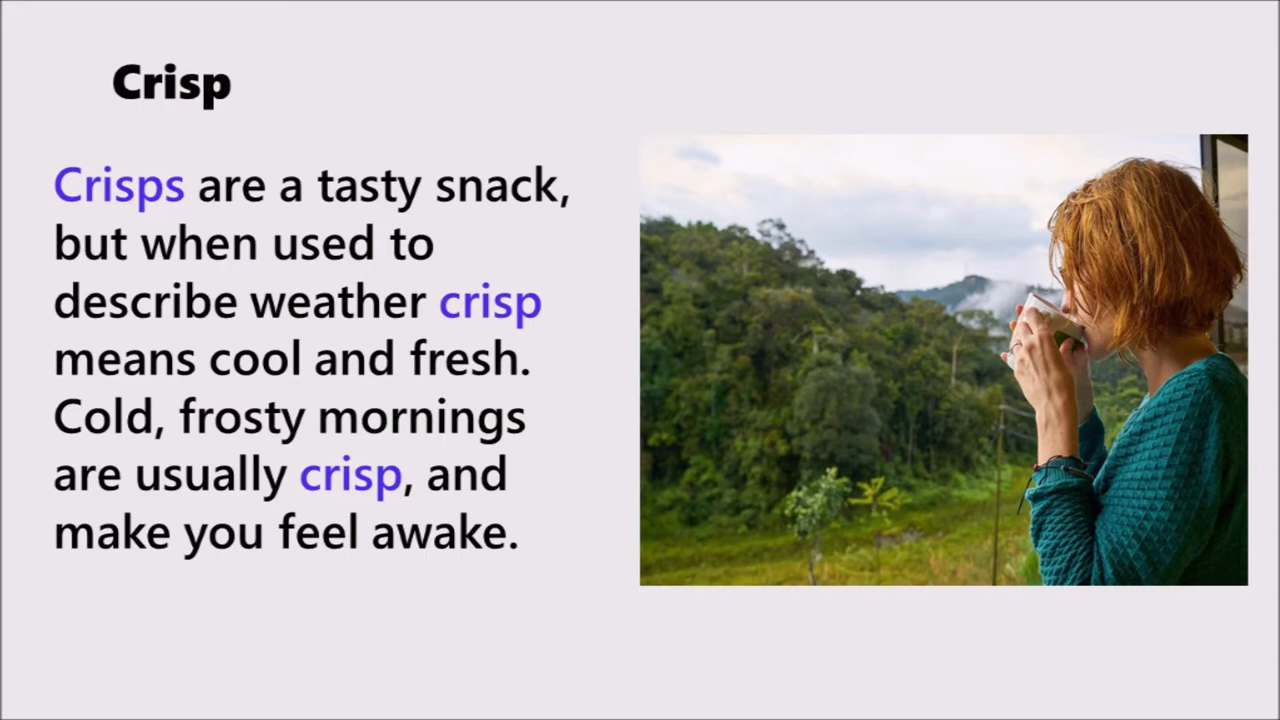 Crisp
Crisps are a tasty snack,
but when used to
describe weather crisp
means cool and fresh.
Cold, frosty mornings
are usually crisp, and
make you feel awake.